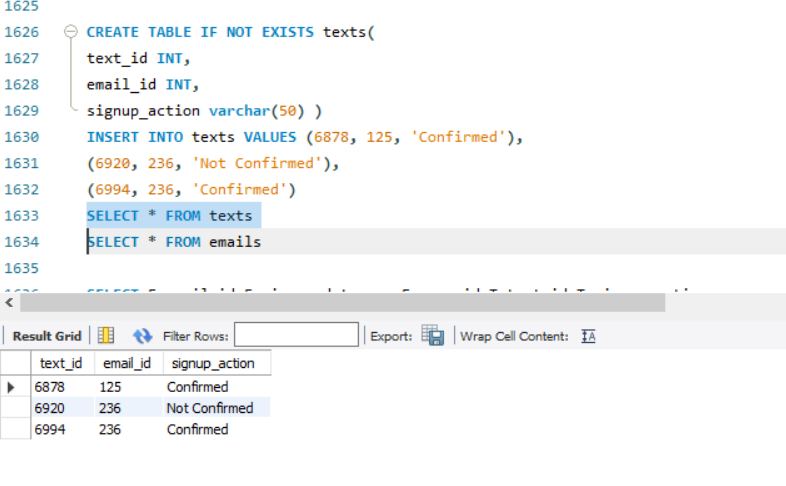 1625
1626 CREATE TABLE IF NOT EXISTS texts(
1627 text_id INT,
1628 email_id INT,
1629 signup_action varchar(50) )
1630 INSERT INTO texts VALUES (6878, 125, 'Confirmed'),
1631 (6920, 236, 'Not Confirmed'),
1632 (6994, 236, 'Confirmed')
1633 SELECT * FROM texts
1634 SELECT * FROM emails
1635
Result Grid Filter Rows: Export: Wrap Cell Content:
text_id email_id signup_action
6878 125 Confirmed
6920 236 Not Confirmed
6994 236 Confirmed